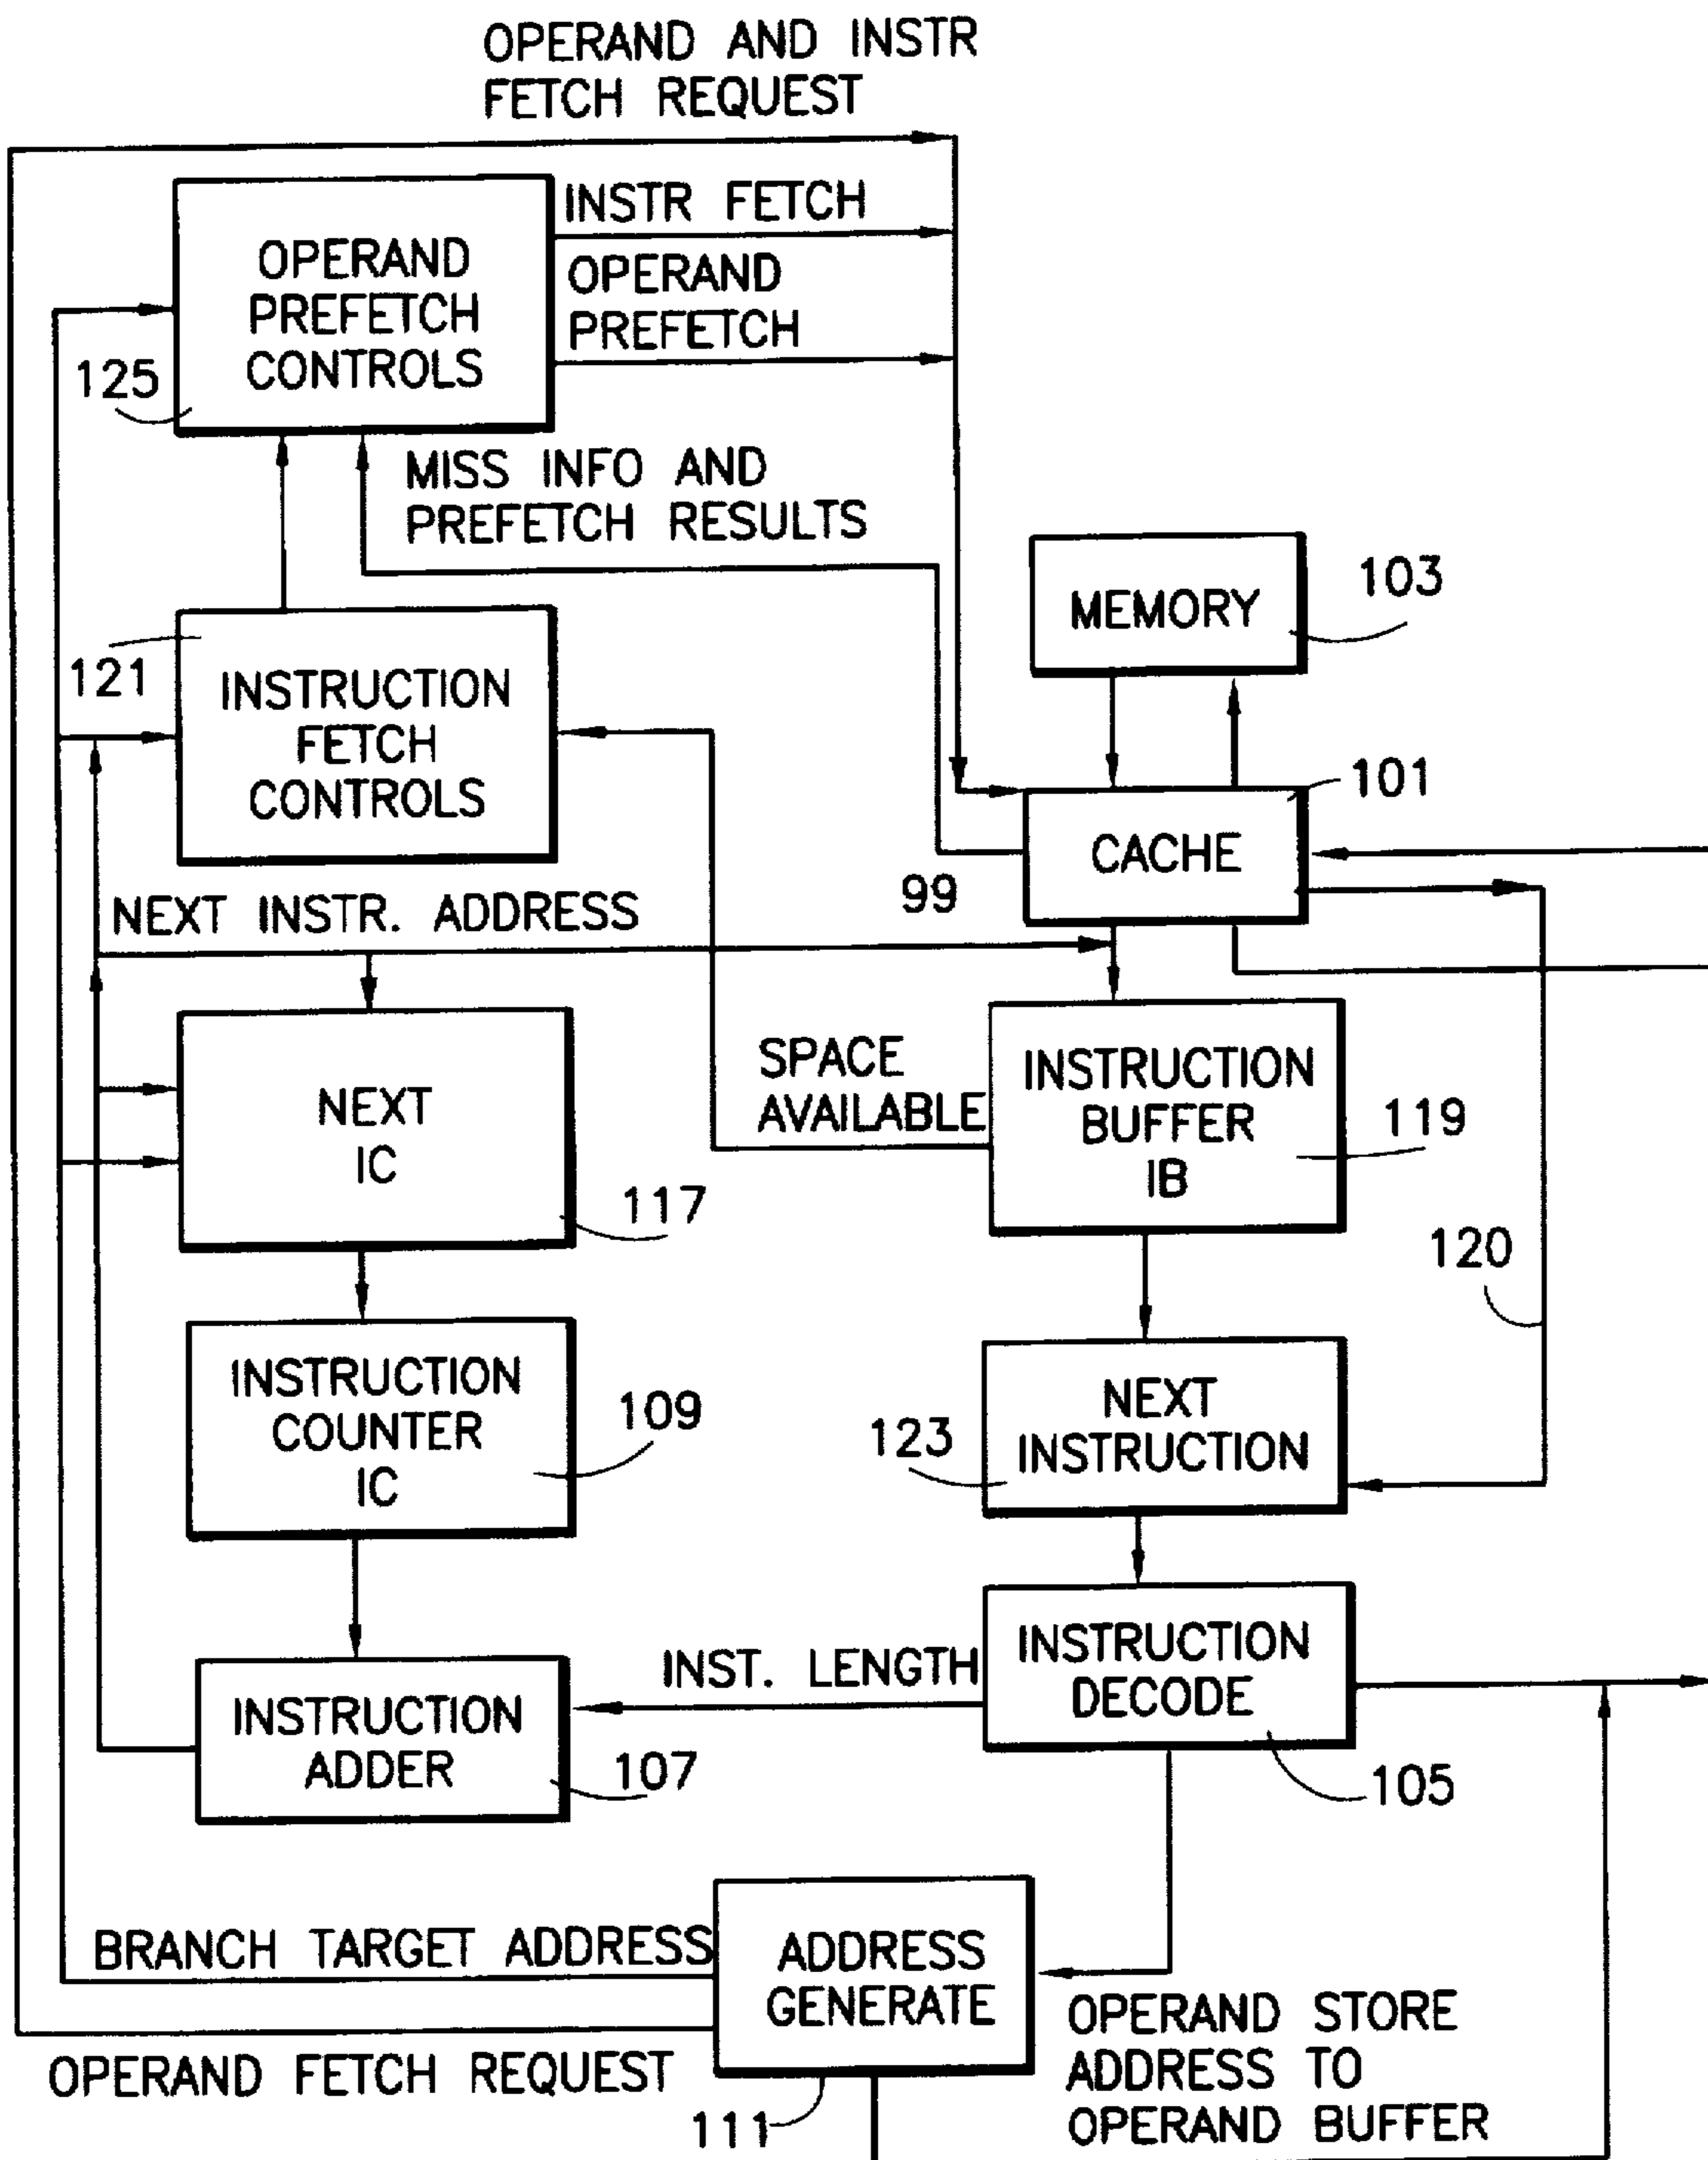 OPERAND AND INSTR
FETCH REQUEST
INSTR FETCH
OPERAND
PREFETCH
CONTROLS
OPERAND
PREFETCH
125
MISS INFO AND
PREFETCH RESULTS
MEMORY
103
121
INSTRUCTION
FETCH
CONTROLS
101
CACHE
99
NEXT INSTR. ADDRESS
SPACE
AVAILABLE
INSTRUCTION
BUFFER
IB
119
NEXT
IC
117
120
INSTRUCTION
COUNTER
IC
109
NEXT
INSTRUCTION
123
INST. LENGTH
INSTRUCTION
DECODE
105
INSTRUCTION
ADDER
107
BRANCH TARGET ADDRESS
ADDRESS
GENERATE
OPERAND FETCH REQUEST
111
OPERAND STORE
ADDRESS TO
OPERAND BUFFER